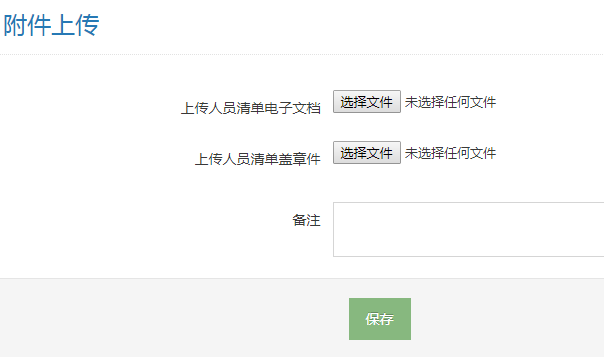 附件上传
上传人员清单电子文档 选择文件 未选择任何文件
上传人员清单盖章件 选择文件 未选择任何文件
备注
保存